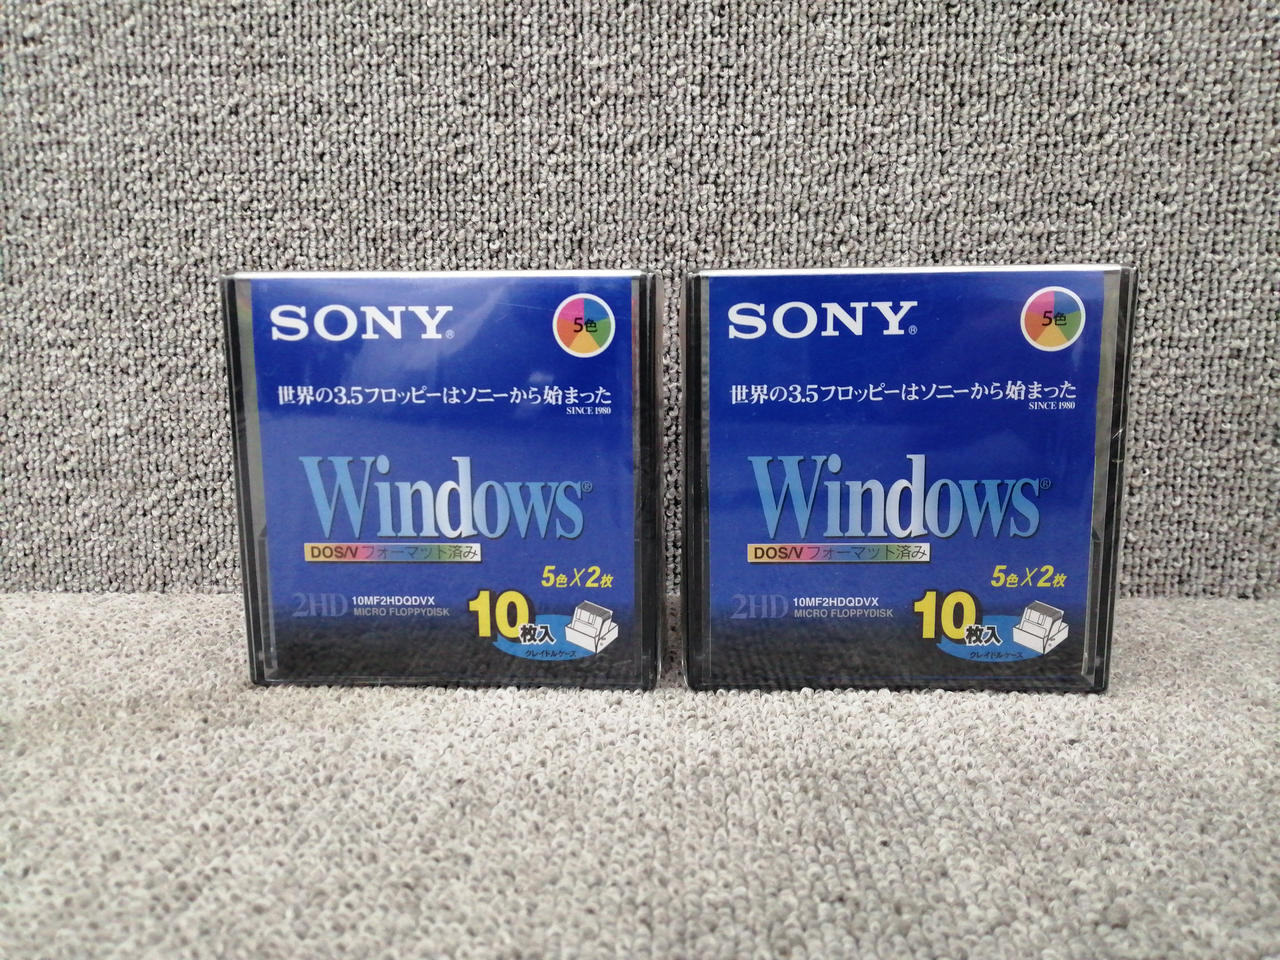 SONY®
5色
世界の3.5フロッピーはソニーから始まった
SINCE 1980
Windows®
DOS/V フォーマット済み
5色×2枚
2HD 10MF2HDQDVX
MICRO FLOPPYDISK
10枚入
クレイドルケース
SONY®
5色
世界の3.5フロッピーはソニーから始まった
SINCE 1980
Windows®
DOS/V フォーマット済み
5色×2枚
2HD 10MF2HDQDVX
MICRO FLOPPYDISK
10枚入
クレイドルケース